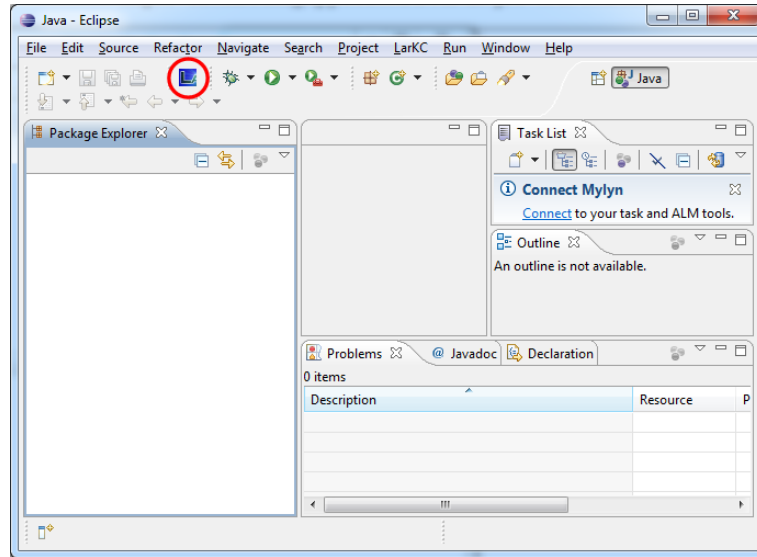 Java - Eclipse
File Edit Source Refactor Navigate Search Project LarKC Run Window Help
Java
Package Explorer
Task List
Connect Mylyn
Connect to your task and ALM tools.
Outline
An outline is not available.
Problems @ Javadoc Declaration
0 items
Description Resource P